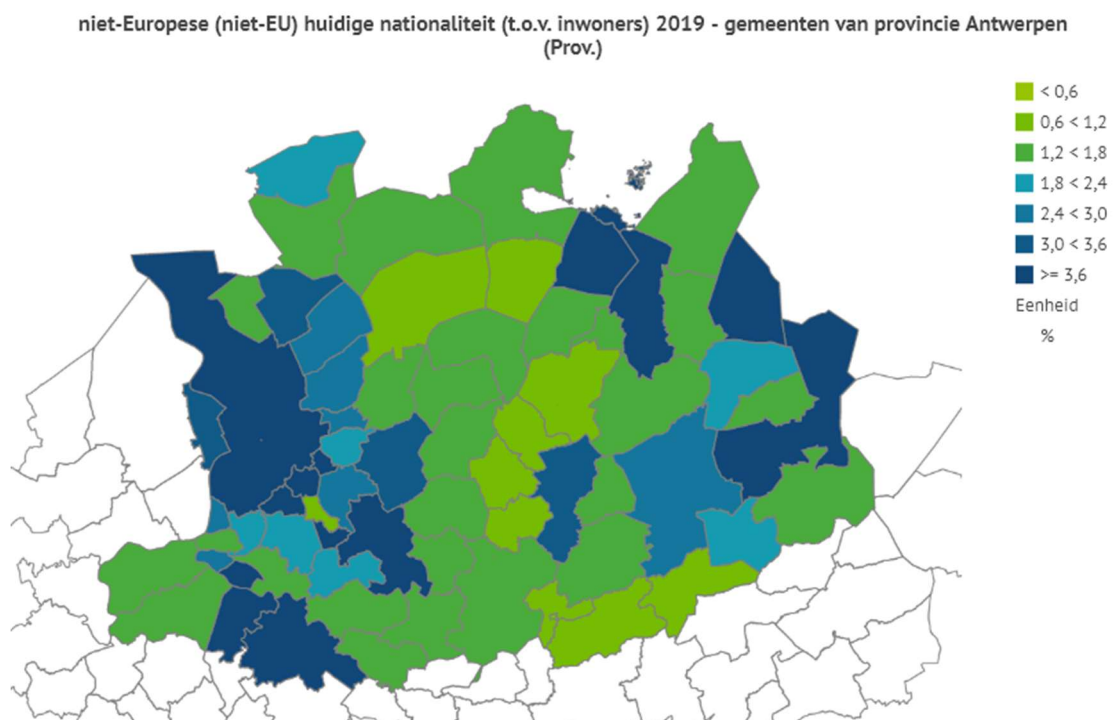 niet-Europese (niet-EU) huidige nationaliteit (t.o.v. inwoners) 2019 - gemeenten van provincie Antwerpen
(Prov.)
< 0,6
0,6 < 1,2
1,2 < 1,8
1,8 < 2,4
2,4 < 3,0
3,0 < 3,6
>= 3,6
Eenheid
%